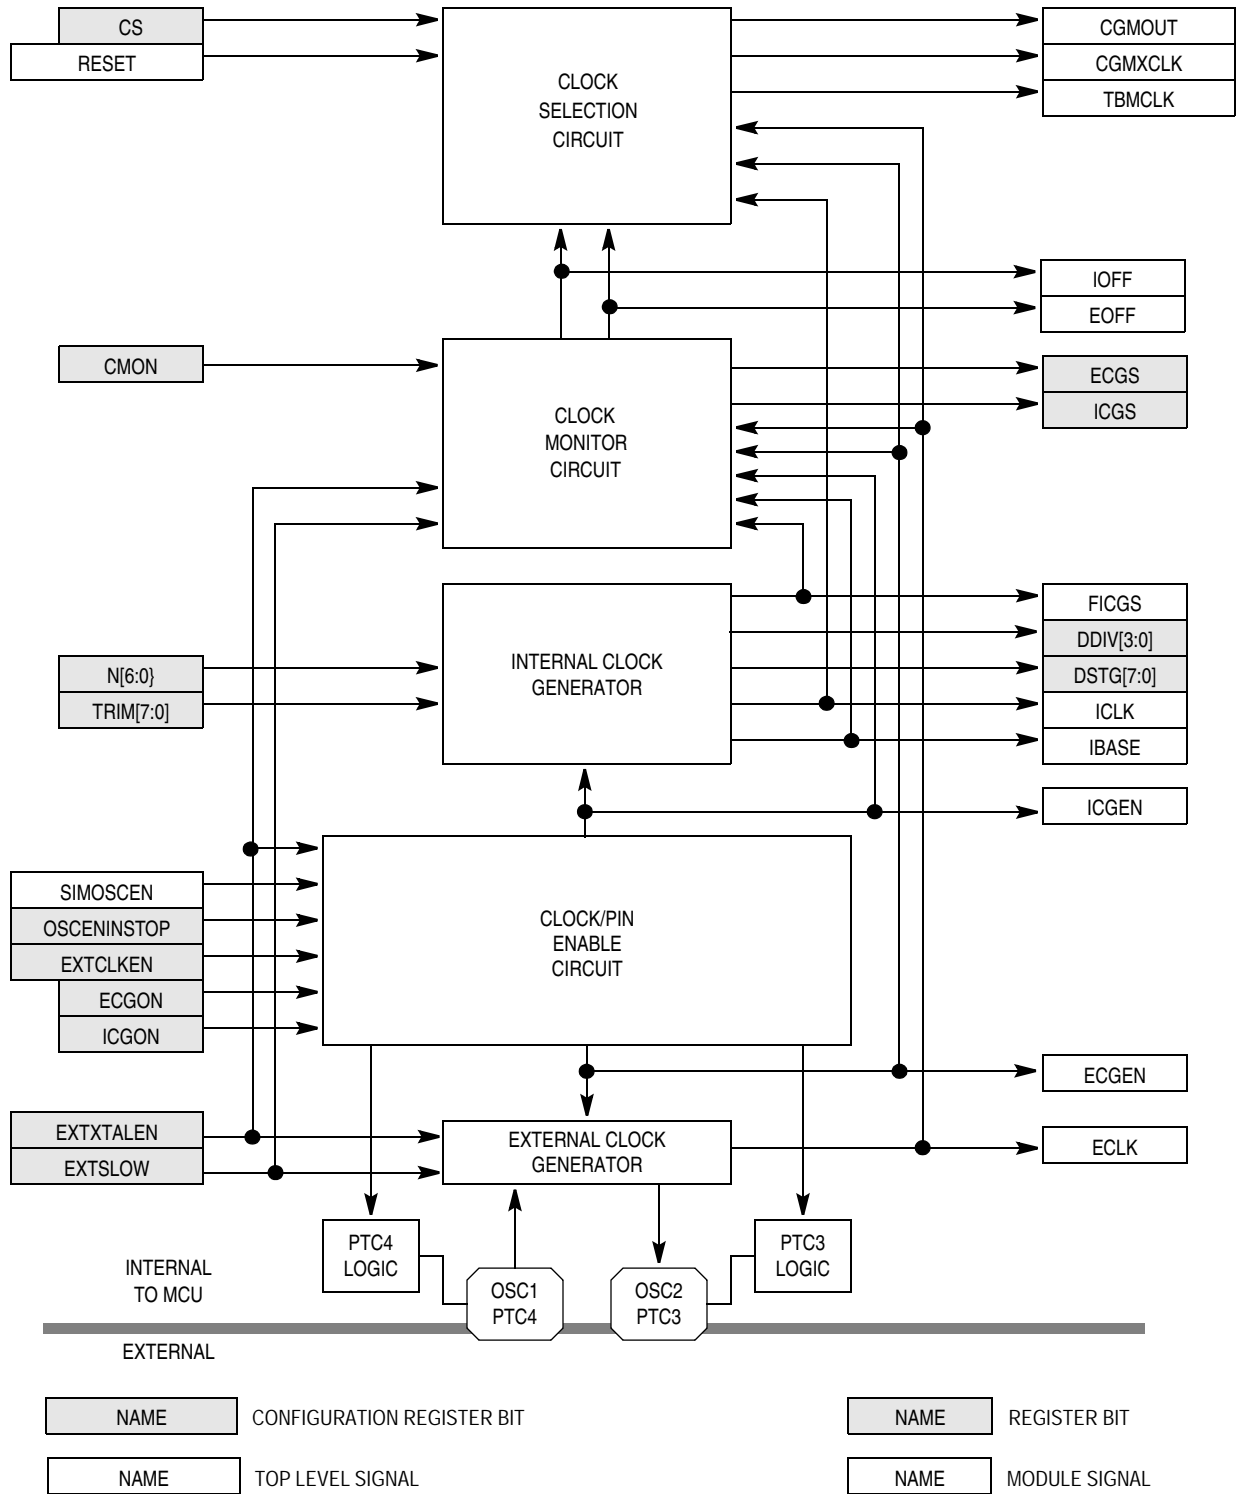 CS
RESET
CLOCK
SELECTION
CIRCUIT
CGMOUT
CGMXCLK
TBMCLK
IOFF
EOFF
CMON
CLOCK
MONITOR
CIRCUIT
ECGS
ICGS
N[6:0}
TRIM[7:0]
INTERNAL CLOCK
GENERATOR
FICGS
DDIV[3:0]
DSTG[7:0]
ICLK
IBASE
ICGEN
SIMOSCEN
OSCENINSTOP
EXTCLKEN
ECGON
ICGON
CLOCK/PIN
ENABLE
CIRCUIT
ECGEN
EXTXTALEN
EXTSLOW
EXTERNAL CLOCK
GENERATOR
ECLK
PTC4
LOGIC
PTC3
LOGIC
INTERNAL
TO MCU
OSC1
PTC4
OSC2
PTC3
EXTERNAL
NAME CONFIGURATION REGISTER BIT
NAME REGISTER BIT
NAME TOP LEVEL SIGNAL
NAME MODULE SIGNAL